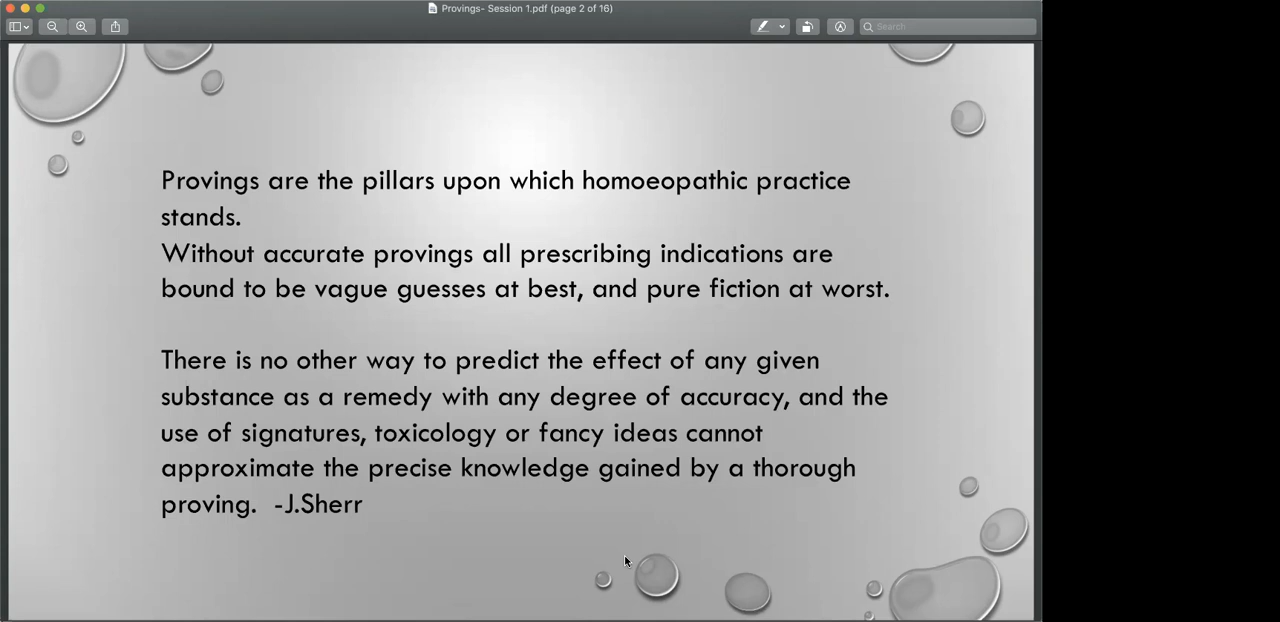 Provings- Session 1.pdf (page 2 of 16)
Search
Provings are the pillars upon which homoeopathic practice
stands.
Without accurate provings all prescribing indications are
bound to be vague guesses at best, and pure fiction at worst.
There is no other way to predict the effect of any given
substance as a remedy with any degree of accuracy, and the
use of signatures, toxicology or fancy ideas cannot
approximate the precise knowledge gained by a thorough
proving.  -J.Sherr